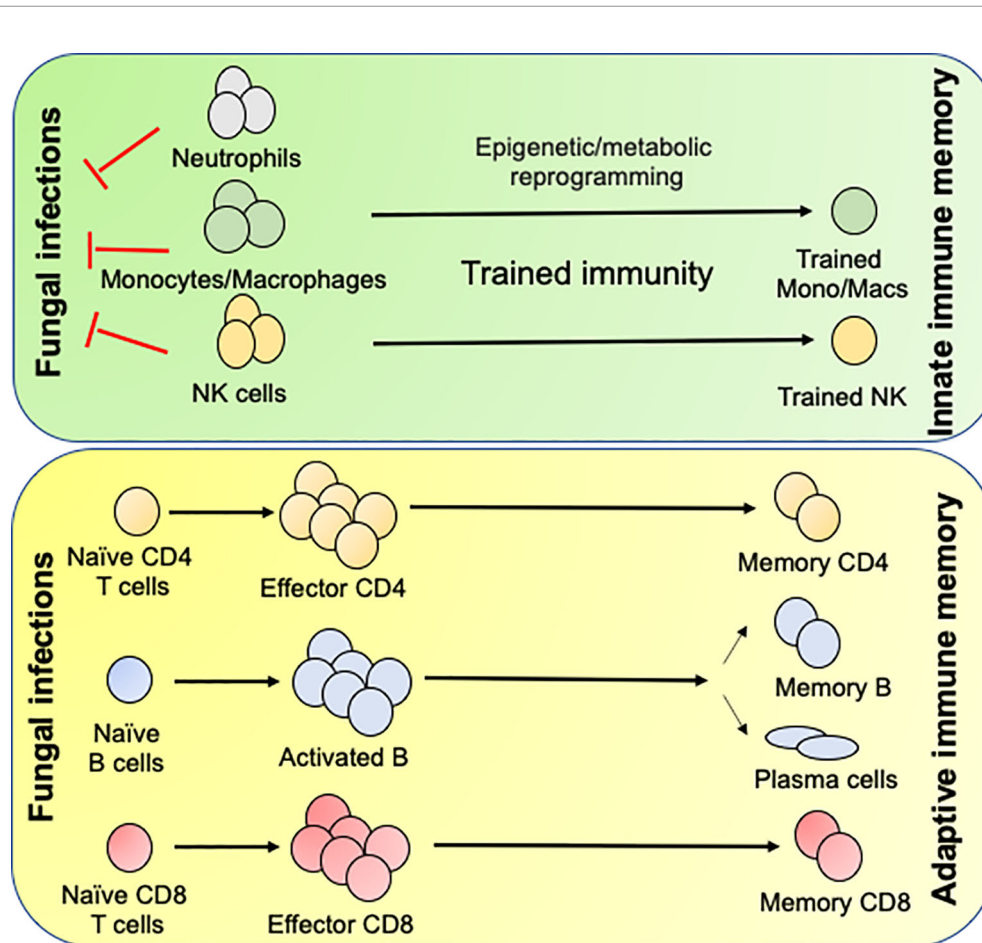 Fungal infections
Neutrophils
Monocytes/Macrophages
NK cells
Epigenetic/metabolic
reprogramming
Trained immunity
Trained
Mono/Macs
Trained NK
Innate immune memory
Fungal infections
Naïve CD4
T cells
Effector CD4
Memory CD4
Naïve
B cells
Activated B
Memory B
Plasma cells
Naïve CD8
T cells
Effector CD8
Memory CD8
Adaptive immune memory